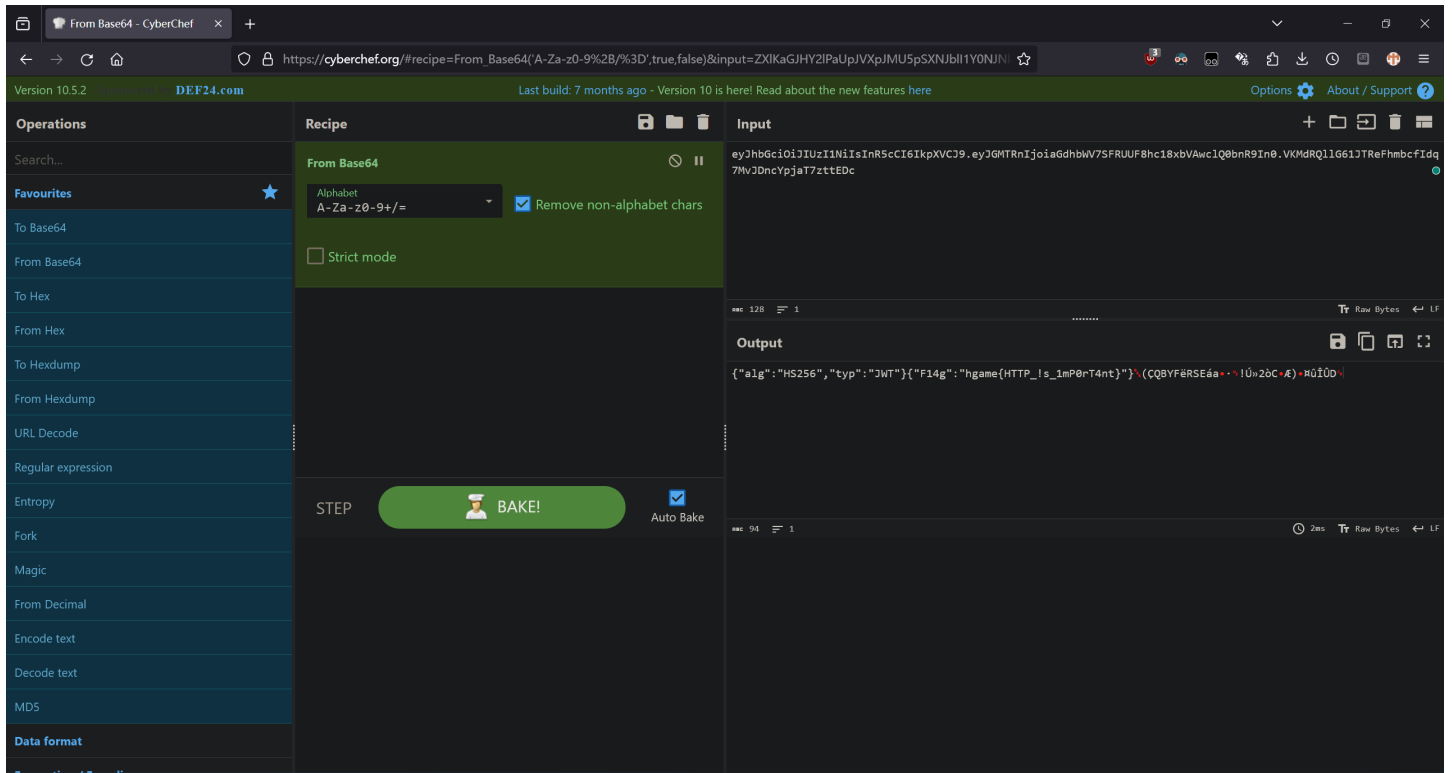 From Base64 - CyberChef
https://cyberchef.org/#recipe=From_Base64('A-Za-z0-9%2B/%3D',true,false)&input=ZXlKaGJHY2lPaUpJVXpJMU5pSXNJblI1Y0NJNI
3
Version 10.5.2
DEF24.com
Last build: 7 months ago - Version 10 is here! Read about the new features here
Options
About / Support
Operations
Recipe
Input
Search...
Favourites
To Base64
From Base64
To Hex
From Hex
To Hexdump
From Hexdump
URL Decode
Regular expression
Entropy
Fork
Magic
From Decimal
Encode text
Decode text
MD5
Data format
From Base64
Alphabet
A-Za-z0-9+/=
Remove non-alphabet chars
Strict mode
STEP
BAKE!
Auto Bake
eyJhbGciOiJIUzI1NiIsInR5cCI6IkpXVCJ9.eyJGMTRnIjoiaGdhbWV7SFRUUF8hc18xbVAwclQ0bnR9In0.VKMdRQllG61JTReFhmbcfIdq
7MvJDncYpjaT7zttEDc
128 1
Raw Bytes LF
Output
{"alg":"HS256","typ":"JWT"}{"F14g":"hgame{HTTP_!s_1mP0rT4nt}"}
94 1
2ms Raw Bytes LF